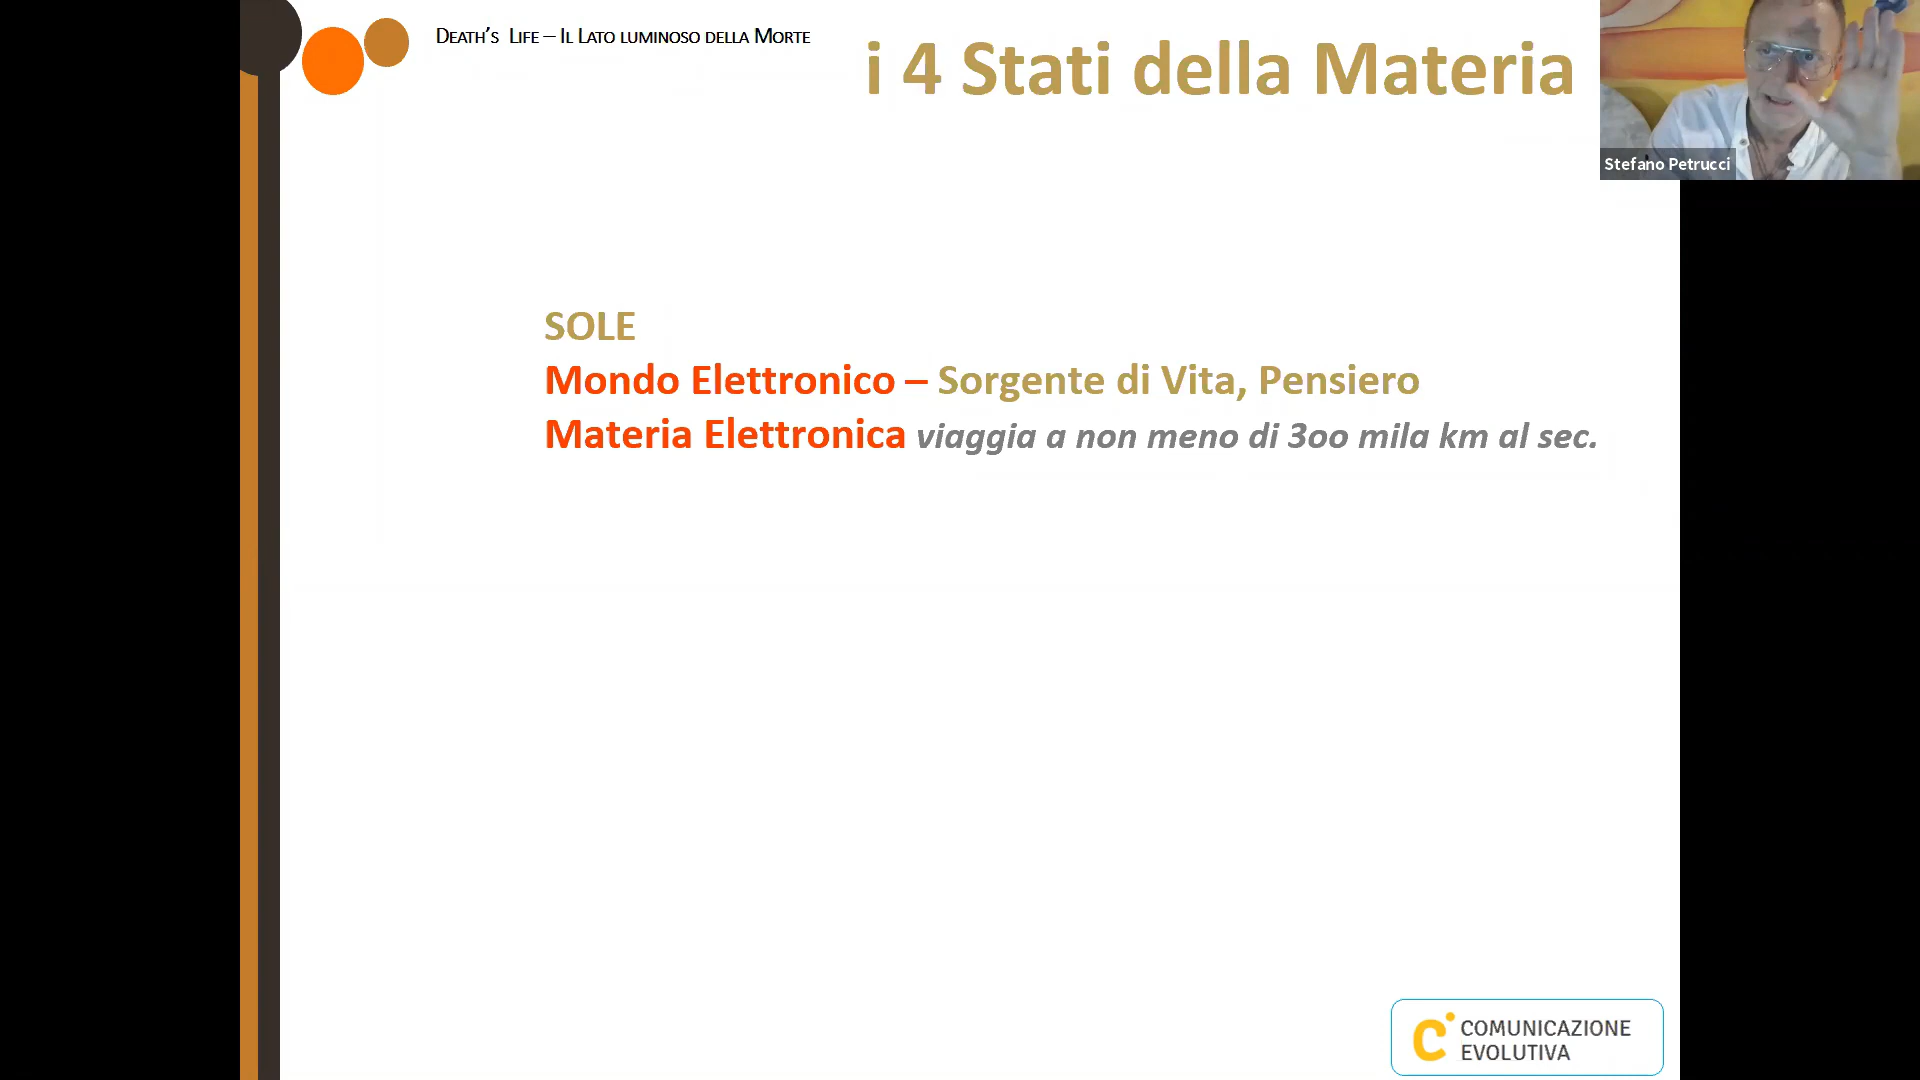 Death's Life – Il Lato luminoso della Morte
i 4 Stati della Materia
Stefano Petrucci
SOLE
Mondo Elettronico – Sorgente di Vita, Pensiero
Materia Elettronica viaggia a non meno di 3oo mila km al sec.
COMUNICAZIONE
EVOLUTIVA